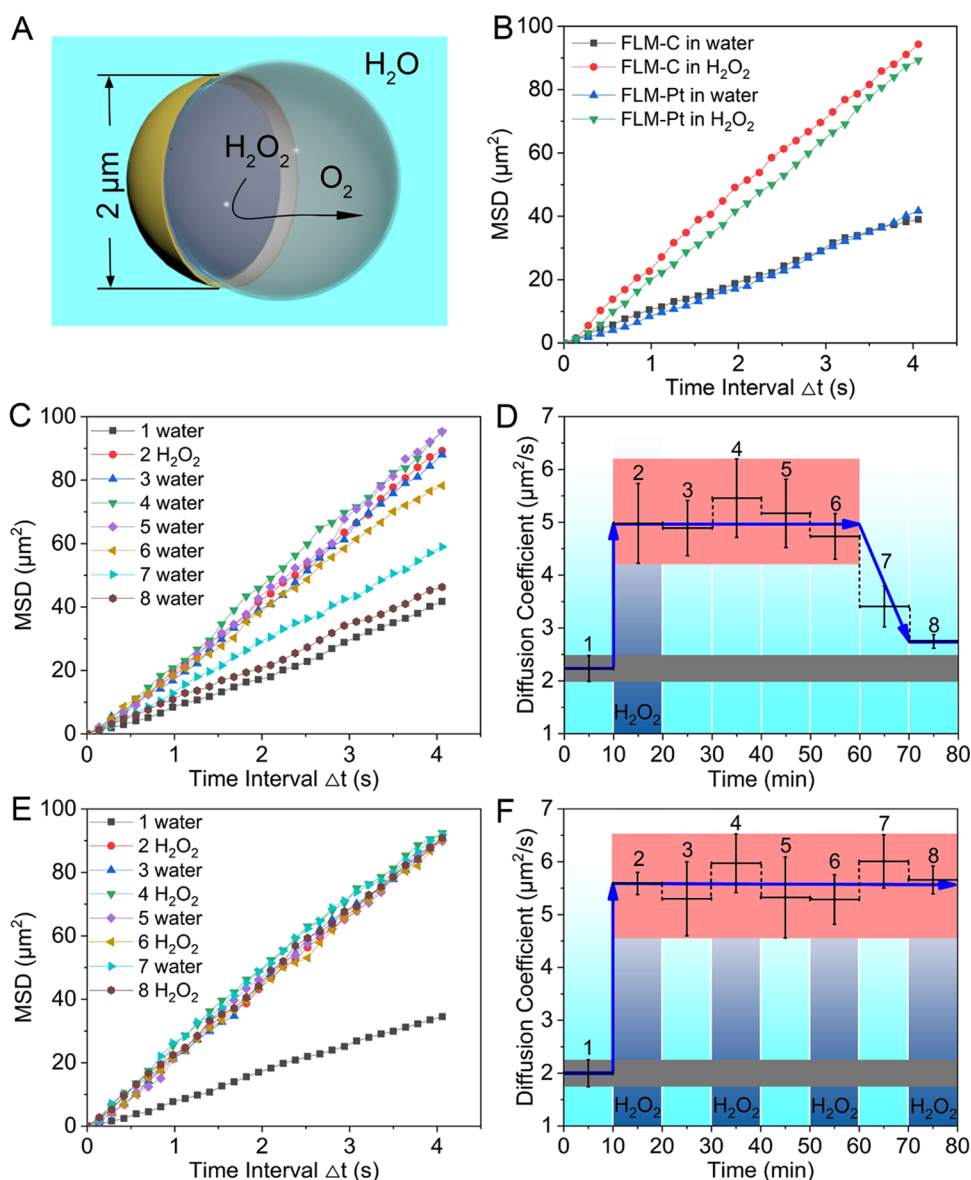 A
H₂O
2 μm
H₂O₂
O₂
B
MSD (μm²)
100
80
60
40
20
0
FLM-C in water
FLM-C in H₂O₂
FLM-Pt in water
FLM-Pt in H₂O₂
0 1 2 3 4
Time Interval △t (s)
C
MSD (μm²)
100
80
60
40
20
0
1 water
2 H₂O₂
3 water
4 water
5 water
6 water
7 water
8 water
0 1 2 3 4
Time Interval △t (s)
D
Diffusion Coefficient (μm²/s)
7
6
5
4
3
2
1
1
2
3
4
5
6
7
8
H₂O₂
0 10 20 30 40 50 60 70 80
Time (min)
E
MSD (μm²)
100
80
60
40
20
0
1 water
2 H₂O₂
3 water
4 H₂O₂
5 water
6 H₂O₂
7 water
8 H₂O₂
0 1 2 3 4
Time Interval △t (s)
F
Diffusion Coefficient (μm²/s)
7
6
5
4
3
2
1
1
2
3
4
5
6
7
8
H₂O₂ H₂O₂ H₂O₂ H₂O₂
0 10 20 30 40 50 60 70 80
Time (min)